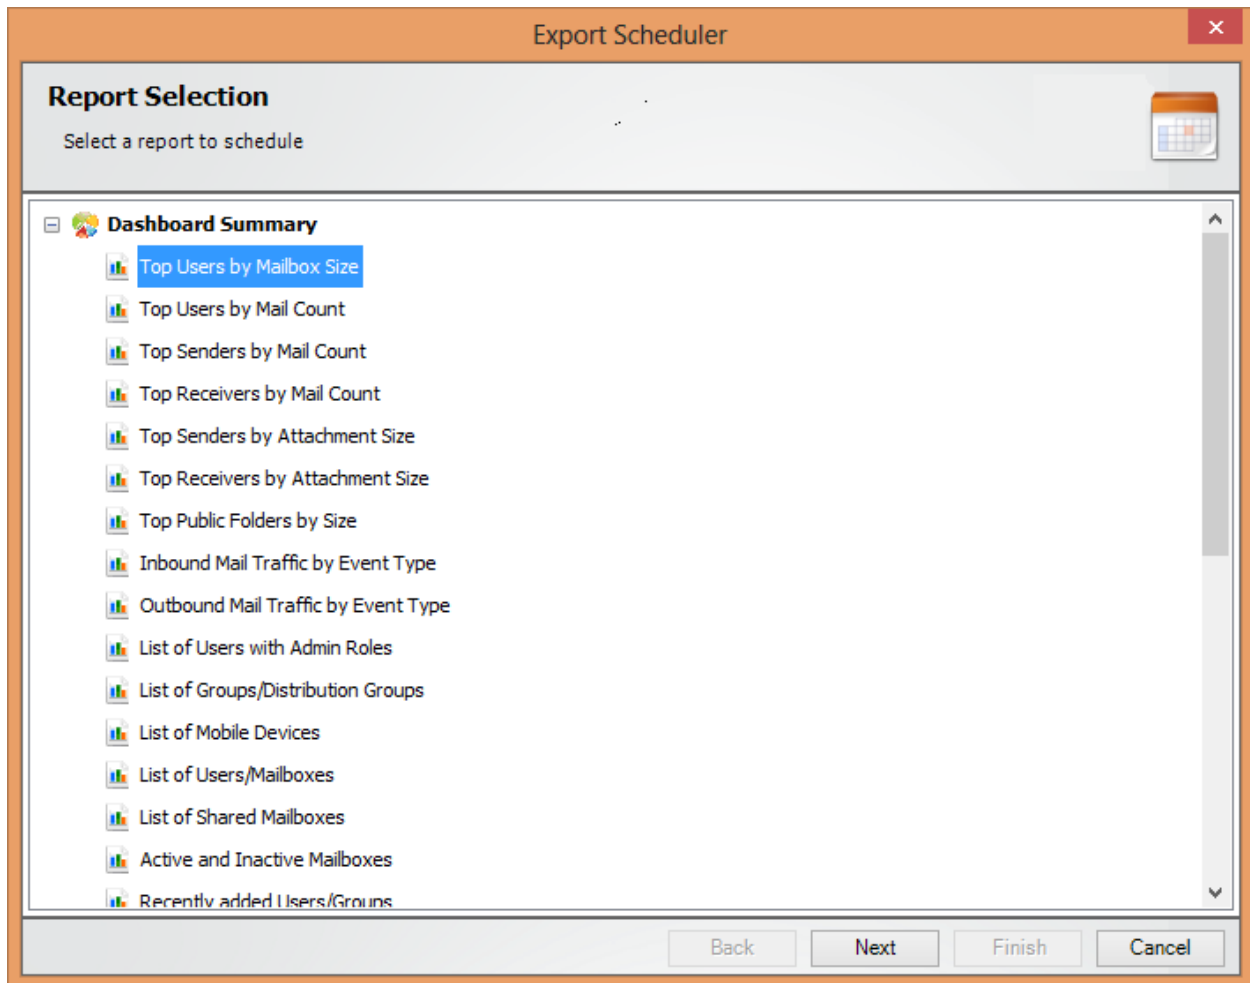 Export Scheduler
Report Selection
Select a report to schedule
Dashboard Summary
Top Users by Mailbox Size
Top Users by Mail Count
Top Senders by Mail Count
Top Receivers by Mail Count
Top Senders by Attachment Size
Top Receivers by Attachment Size
Top Public Folders by Size
Inbound Mail Traffic by Event Type
Outbound Mail Traffic by Event Type
List of Users with Admin Roles
List of Groups/Distribution Groups
List of Mobile Devices
List of Users/Mailboxes
List of Shared Mailboxes
Active and Inactive Mailboxes
Recently added Users/Groups
Back Next Finish Cancel